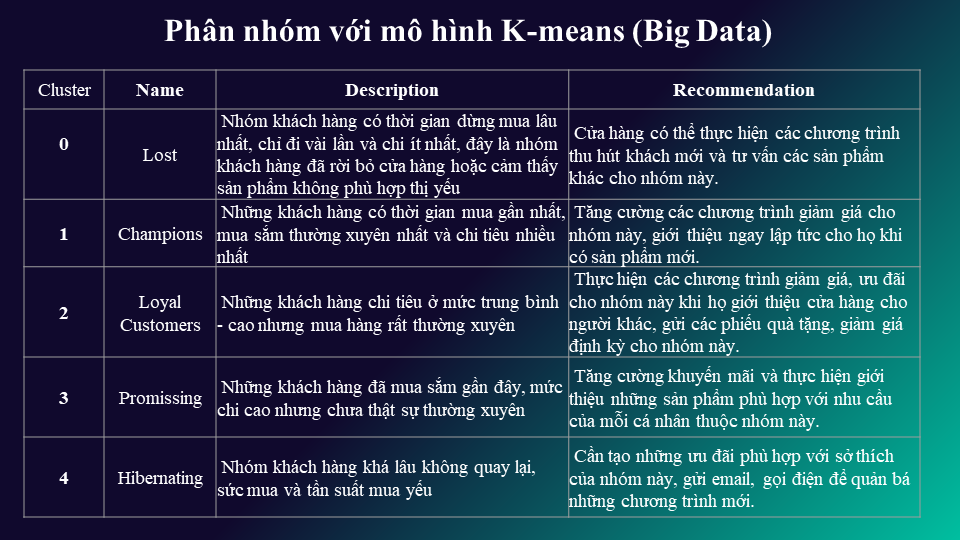 Phân nhóm với mô hình K-means (Big Data)
Cluster
Name
Description
Recommendation
0
Lost
Nhóm khách hàng có thời gian dừng mua lâu
nhất, chỉ đi vài lần và chi ít nhất, đây là nhóm
khách hàng đã rời bỏ cửa hàng hoặc cảm thấy
sản phẩm không phù hợp thị yếu
Cửa hàng có thể thực hiện các chương trình
thu hút khách mới và tư vấn các sản phẩm
khác cho nhóm này.
1
Champions
Những khách hàng có thời gian mua gần nhất,
mua sắm thường xuyên nhất và chi tiêu nhiều
nhất
Tăng cường các chương trình giảm giá cho
nhóm này, giới thiệu ngay lập tức cho họ khi
có sản phẩm mới.
2
Loyal
Customers
Những khách hàng chi tiêu ở mức trung bình
- cao nhưng mua hàng rất thường xuyên
Thực hiện các chương trình giảm giá, ưu đãi
cho nhóm này khi họ giới thiệu cửa hàng cho
người khác, gửi các phiếu quà tặng, giảm giá
định kỳ cho nhóm này.
3
Promissing
Những khách hàng đã mua sắm gần đây, mức
chi cao nhưng chưa thật sự thường xuyên
Tăng cường khuyến mãi và thực hiện giới
thiệu những sản phẩm phù hợp với nhu cầu
của mỗi cá nhân thuộc nhóm này.
4
Hibernating
Nhóm khách hàng khá lâu không quay lại,
sức mua và tần suất mua yếu
Cần tạo những ưu đãi phù hợp với sở thích
của nhóm này, gửi email, gọi điện để quản bá
những chương trình mới.